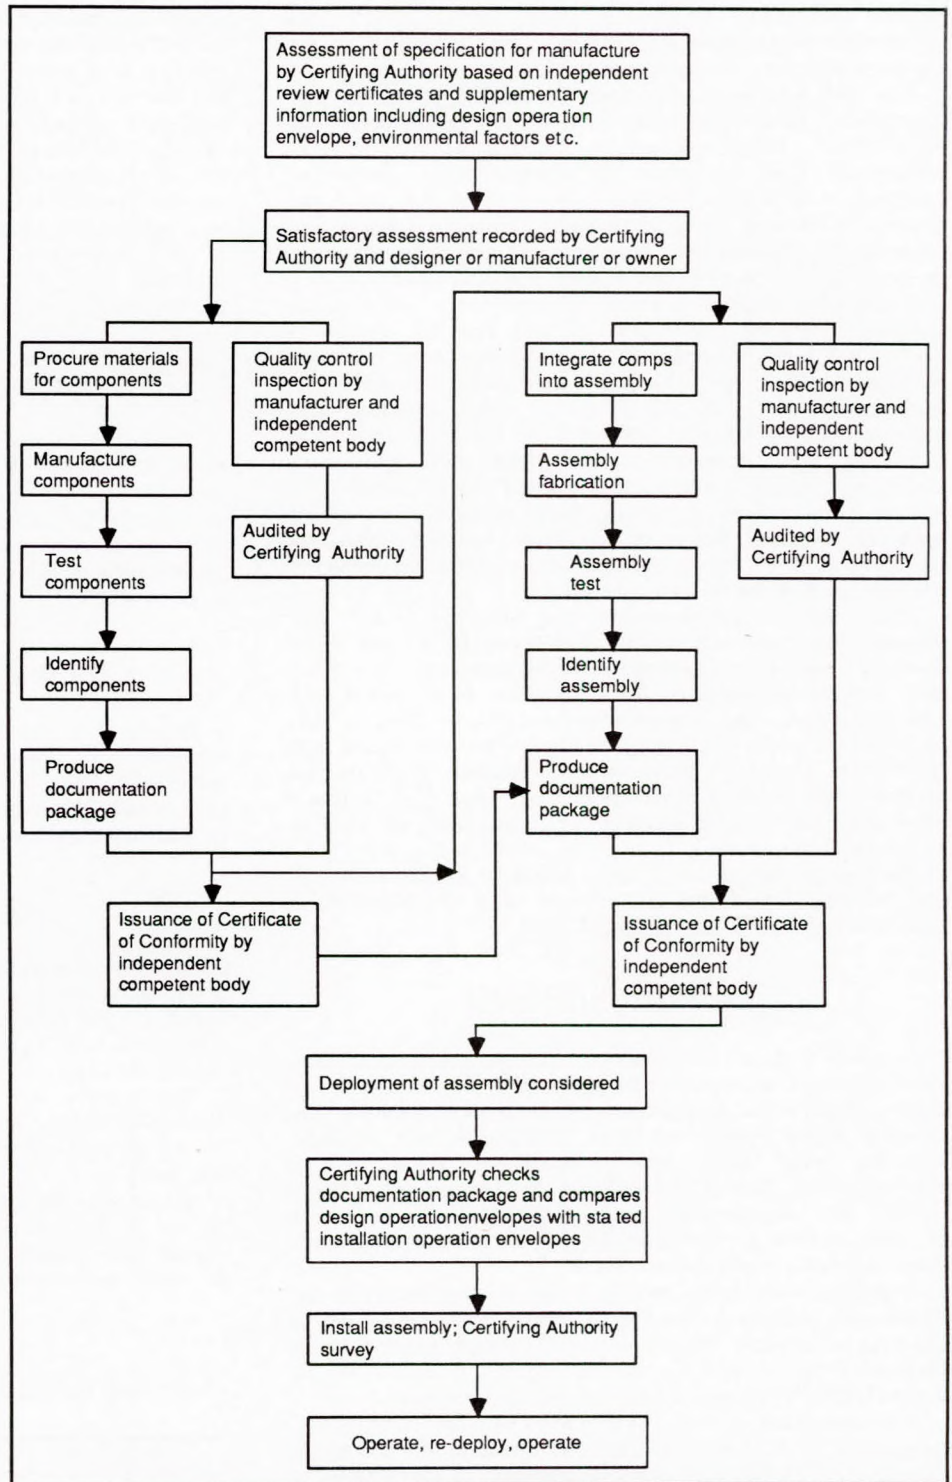 Assessment of specification for manufacture
by Certifying Authority based on independent
review certificates and supplementary
information including design operation
envelope, environmental factors etc.
Satisfactory assessment recorded by Certifying
Authority and designer or manufacturer or owner
Procure materials
for components
Manufacture
components
Test
components
Identify
components
Produce
documentation
package
Quality control
inspection by
manufacturer and
independent
competent body
Audited by
Certifying Authority
Issuance of Certificate
of Conformity by
independent
competent body
Integrate comps
into assembly
Assembly
fabrication
Assembly
test
Identify
assembly
Produce
documentation
package
Quality control
inspection by
manufacturer and
independent
competent body
Audited by
Certifying Authority
Issuance of Certificate
of Conformity by
independent
competent body
Deployment of assembly considered
Certifying Authority checks
documentation package and compares
design operationenvelopes with stated
installation operation envelopes
Install assembly; Certifying Authority
survey
Operate, re-deploy, operate